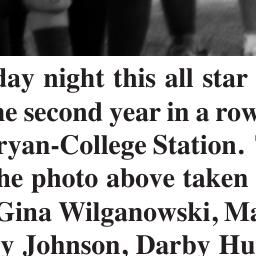 day night this all star
he second year in a row
ryan-College Station.
he photo above taken
Gina Wilganowski, Ma
y Johnson, Darby Hu